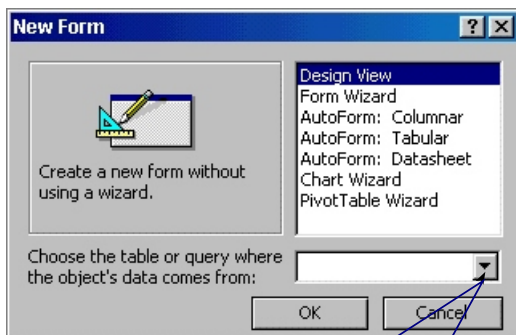 New Form
Design View
Form Wizard
AutoForm: Columnar
AutoForm: Tabular
AutoForm: Datasheet
Chart Wizard
PivotTable Wizard
Create a new form without
using a wizard.
Choose the table or query where
the object's data comes from:
OK
Cancel